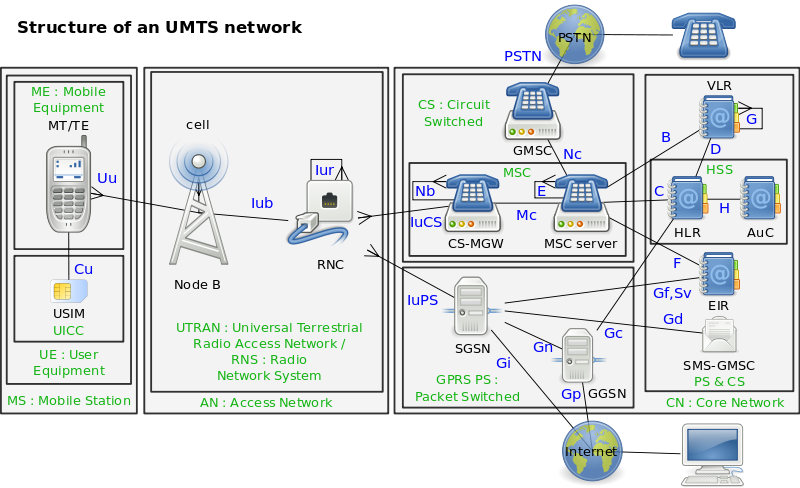 Structure of an UMTS network
PSTN
PSTN
ME : Mobile
Equipment
MT/TE
Uu
Cu
USIM
UICC
UE : User
Equipment
MS : Mobile Station
cell
Iur
Iub
RNC
Node B
UTRAN : Universal Terrestrial
Radio Access Network /
RNS : Radio
Network System
AN : Access Network
CS : Circuit
Switched
GMSC
Nc
MSC
Nb
E
IuCS
Mc
CS-MGW
MSC server
VLR
G
B
D
HSS
C
H
HLR
AuC
F
Gf,Sv
EIR
Gd
SMS-GMSC
PS & CS
CN : Core Network
IuPS
SGSN
Gn
Gc
Gi
Gp
GGSN
GPRS PS :
Packet Switched
Internet